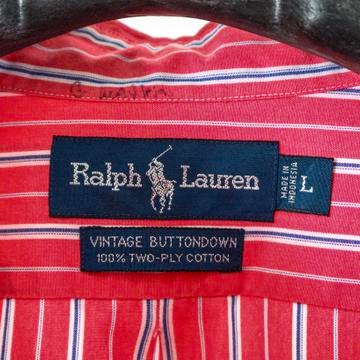 Ralph Lauren
MADE IN
INDONESIA
L
VINTAGE BUTTONDOWN
100% TWO-PLY COTTON